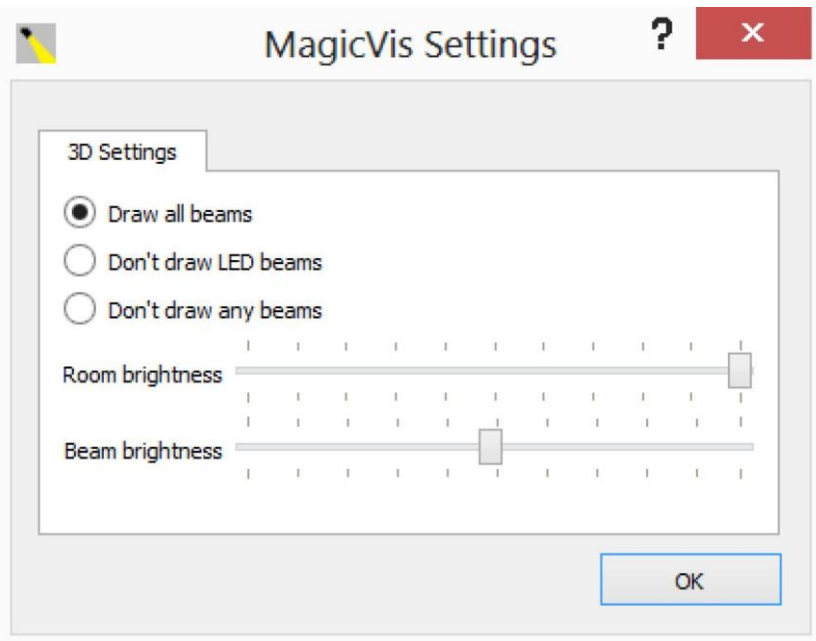 MagicVis Settings ?
3D Settings
Draw all beams
Don't draw LED beams
Don't draw any beams
Room brightness
Beam brightness
OK